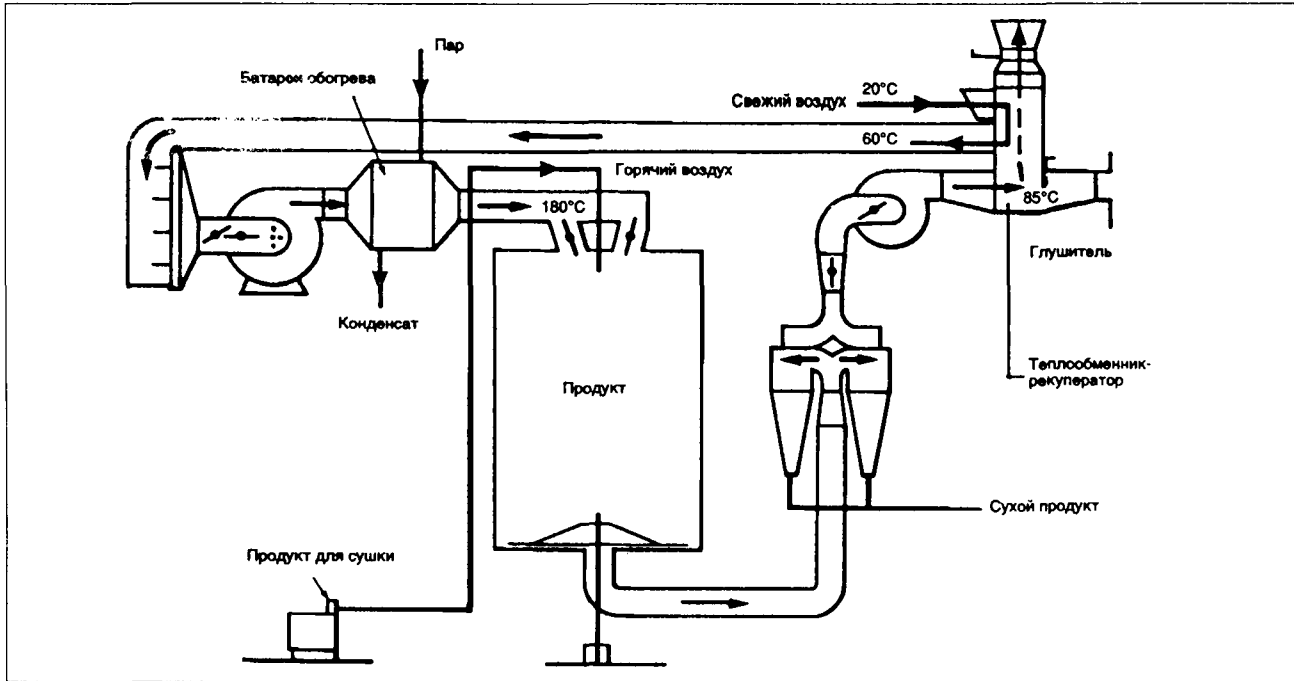 Пар
Батареи обогрева
Свежий воздух
20°C
60°C
Горячий воздух
180°C
85°C
Глушитель
Конденсат
Продукт
Теплообменник-
рекуператор
Сухой продукт
Продукт для сушки